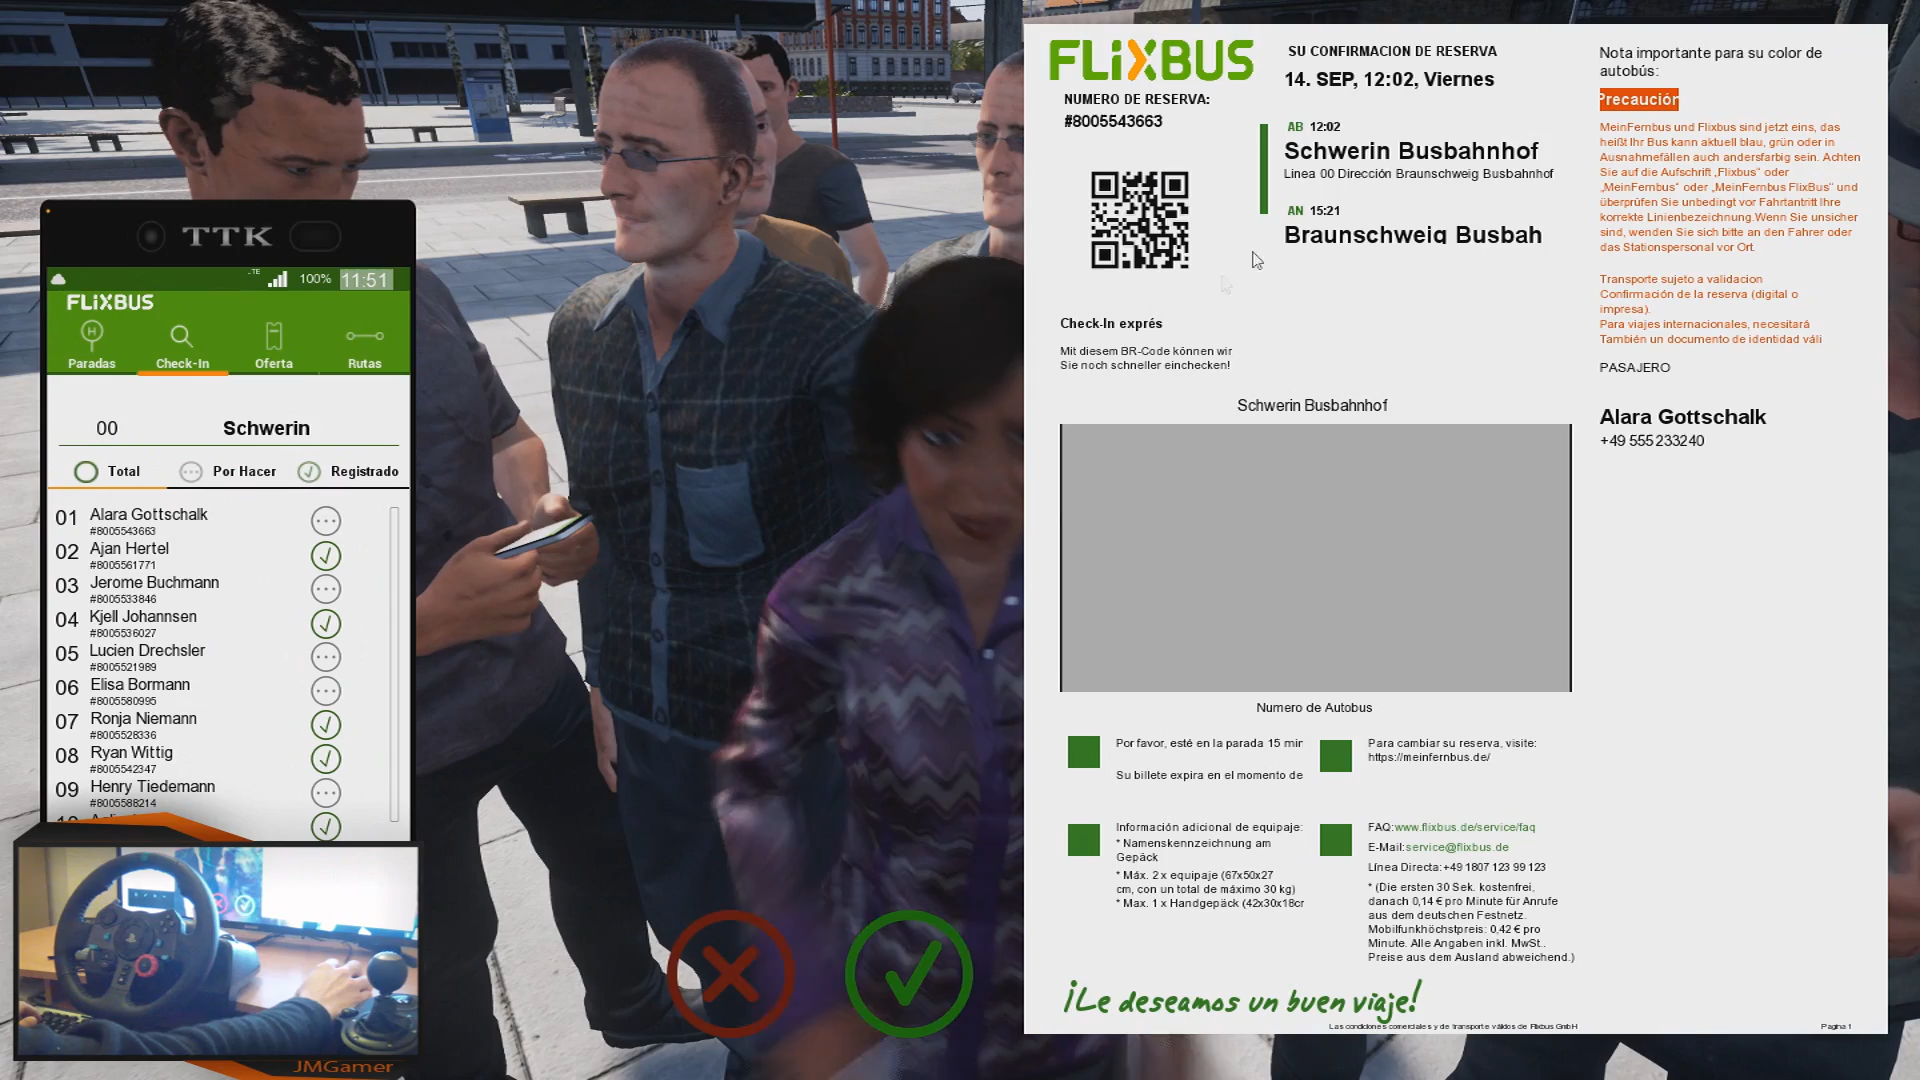 TTK
100%
11:51
FLiXBUS
Paradas
Check-In
Oferta
Rutas
00
Schwerin
Total
Por Hacer
Registrado
01 Alara Gottschalk
#8005543663
02 Ajan Hertel
#8005561771
03 Jerome Buchmann
#8005533846
04 Kjell Johannsen
#8005536027
05 Lucien Drechsler
#8005521989
06 Elisa Bormann
#8005580995
07 Ronja Niemann
#8005528336
08 Ryan Wittig
#8005542347
09 Henry Tiedemann
#8005588214
JMGamer
FLiXBUS
NUMERO DE RESERVA:
#8005543663
SU CONFIRMACION DE RESERVA
14. SEP, 12:02, Viernes
AB 12:02
Schwerin Busbahnhof
Linea 00 Dirección Braunschweig Busbahnhof
AN 15:21
Braunschweig Busbah
Check-In exprés
Mit diesem BR-Code können wir
Sie noch schneller einchecken!
Schwerin Busbahnhof
Numero de Autobus
Por favor, esté en la parada 15 min
Su billete expira en el momento de
Para cambiar su reserva, visite:
https://meinfernbus.de/
Información adicional de equipaje:
* Namenskennzeichnung am
Gepäck
* Máx. 2 x equipaje (67x50x27
cm, con un total de máximo 30 kg)
* Max. 1 x Handgepäck (42x30x18cr
FAQ:www.flixbus.de/service/faq
E-Mail:service@flixbus.de
Línea Directa:+49 1807 123 99 123
* (Die ersten 30 Sek. kostenfrei,
danach 0,14 € pro Minute für Anrufe
aus dem deutschen Festnetz.
Mobilfunkhöchstpreis: 0,42 € pro
Minute. Alle Angaben inkl. MwSt..
Preise aus dem Ausland abweichend.)
¡Le deseamos un buen viaje!
Las condiciones comerciales y de transporte válidos de Flixbus GmbH
Pagina 1
Nota importante para su color de
autobús:
Precaución
MeinFernbus und Flixbus sind jetzt eins, das
heißt Ihr Bus kann aktuell blau, grün oder in
Ausnahmefällen auch andersfarbig sein. Achten
Sie auf die Aufschrift „Flixbus“ oder
„MeinFernbus“ oder „MeinFernbus FlixBus“ und
überprüfen Sie unbedingt vor Fahrtantritt Ihre
korrekte Linienbezeichnung.Wenn Sie unsicher
sind, wenden Sie sich bitte an den Fahrer oder
das Stationspersonal vor Ort.
Transporte sujeto a validacion
Confirmación de la reserva (digital o
impresa).
Para viajes internacionales, necesitará
También un documento de identidad váli
PASAJERO
Alara Gottschalk
+49 555233240